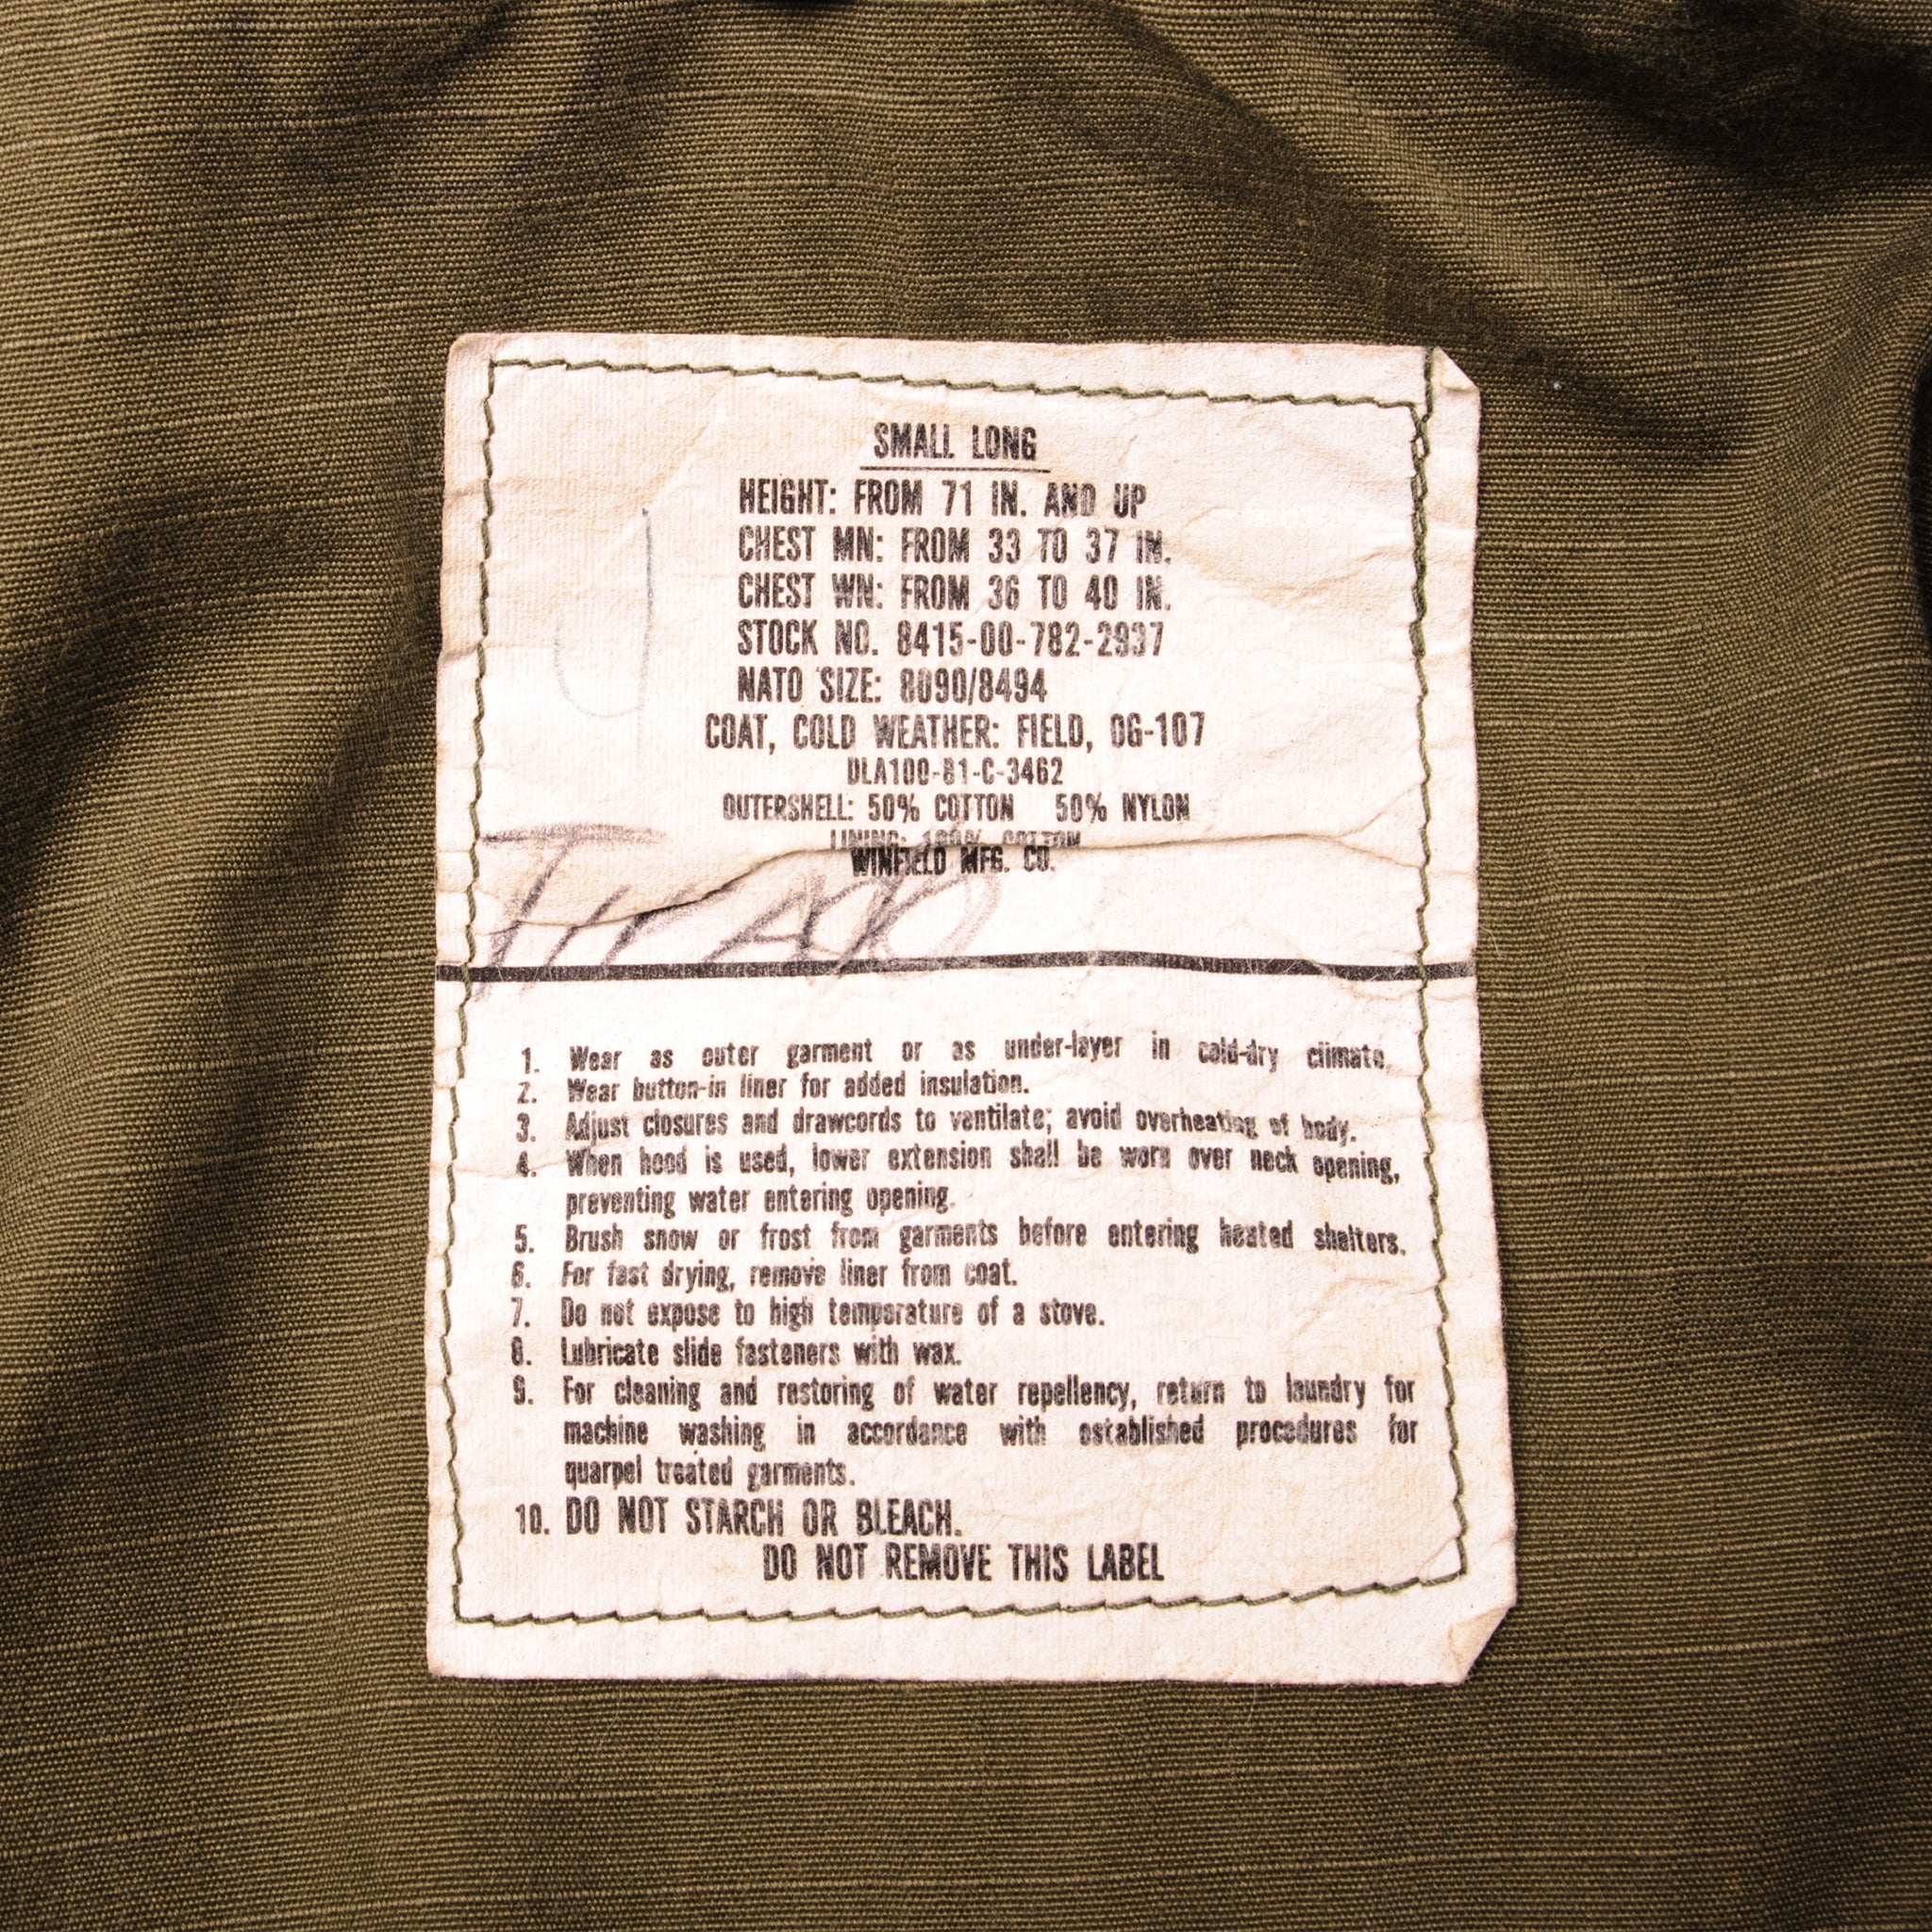 SMALL LONG
HEIGHT: FROM 71 IN. AND UP
CHEST MN: FROM 33 TO 37 IN.
CHEST WN: FROM 36 TO 40 IN.
STOCK NO. 8415-00-782-2937
NATO SIZE: 8090/8494
COAT, COLD WEATHER: FIELD, OG-107
DLA100-81-C-3462
OUTERSHELL: 50% COTTON 50% NYLON
LINING: 100% COTTON
WINFIELD MFG. CO.
1. Wear as outer garment or as under-layer in cold-dry climate.
2. Wear button-in liner for added insulation.
3. Adjust closures and drawcords to ventilate; avoid overheating of body.
4. When hood is used, lower extension shall be worn over neck opening,
preventing water entering opening.
5. Brush snow or frost from garments before entering heated shelters.
6. For fast drying, remove liner from coat.
7. Do not expose to high temperature of a stove.
8. Lubricate slide fasteners with wax.
9. For cleaning and restoring of water repellency, return to laundry for
machine washing in accordance with established procedures for
quarpel treated garments.
10. DO NOT STARCH OR BLEACH.
DO NOT REMOVE THIS LABEL